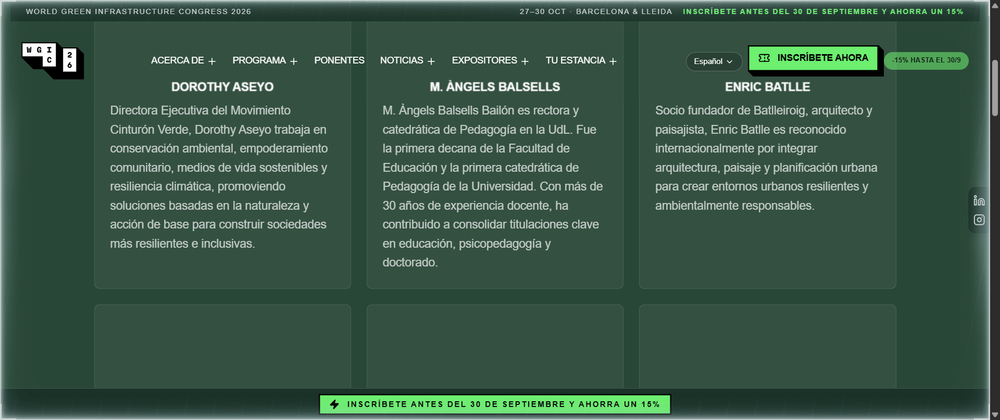 WORLD GREEN INFRASTRUCTURE CONGRESS 2026
27–30 OCT · BARCELONA & LLEIDA
INSCRÍBETE ANTES DEL 30 DE SEPTIEMBRE Y AHORRA UN 15%
W G I
C
2
6
ACERCA DE
PROGRAMA
PONENTES
NOTICIAS
EXPOSITORES
TU ESTANCIA
Español
INSCRÍBETE AHORA
-15% HASTA EL 30/9
DOROTHY ASEYO
Directora Ejecutiva del Movimiento
Cinturón Verde, Dorothy Aseyo trabaja en
conservación ambiental, empoderamiento
comunitario, medios de vida sostenibles y
resiliencia climática, promoviendo
soluciones basadas en la naturaleza y
acción de base para construir sociedades
más resilientes e inclusivas.
M. ÀNGELS BALSELLS
M. Àngels Balsells Bailón es rectora y
catedrática de Pedagogía en la UdL. Fue
la primera decana de la Facultad de
Educación y la primera catedrática de
Pedagogía de la Universidad. Con más de
30 años de experiencia docente, ha
contribuido a consolidar titulaciones clave
en educación, psicopedagogía y
doctorado.
ENRIC BATLLE
Socio fundador de Batlleiroig, arquitecto y
paisajista, Enric Batlle es reconocido
internacionalmente por integrar
arquitectura, paisaje y planificación urbana
para crear entornos urbanos resilientes y
ambientalmente responsables.
INSCRÍBETE ANTES DEL 30 DE SEPTIEMBRE Y AHORRA UN 15%